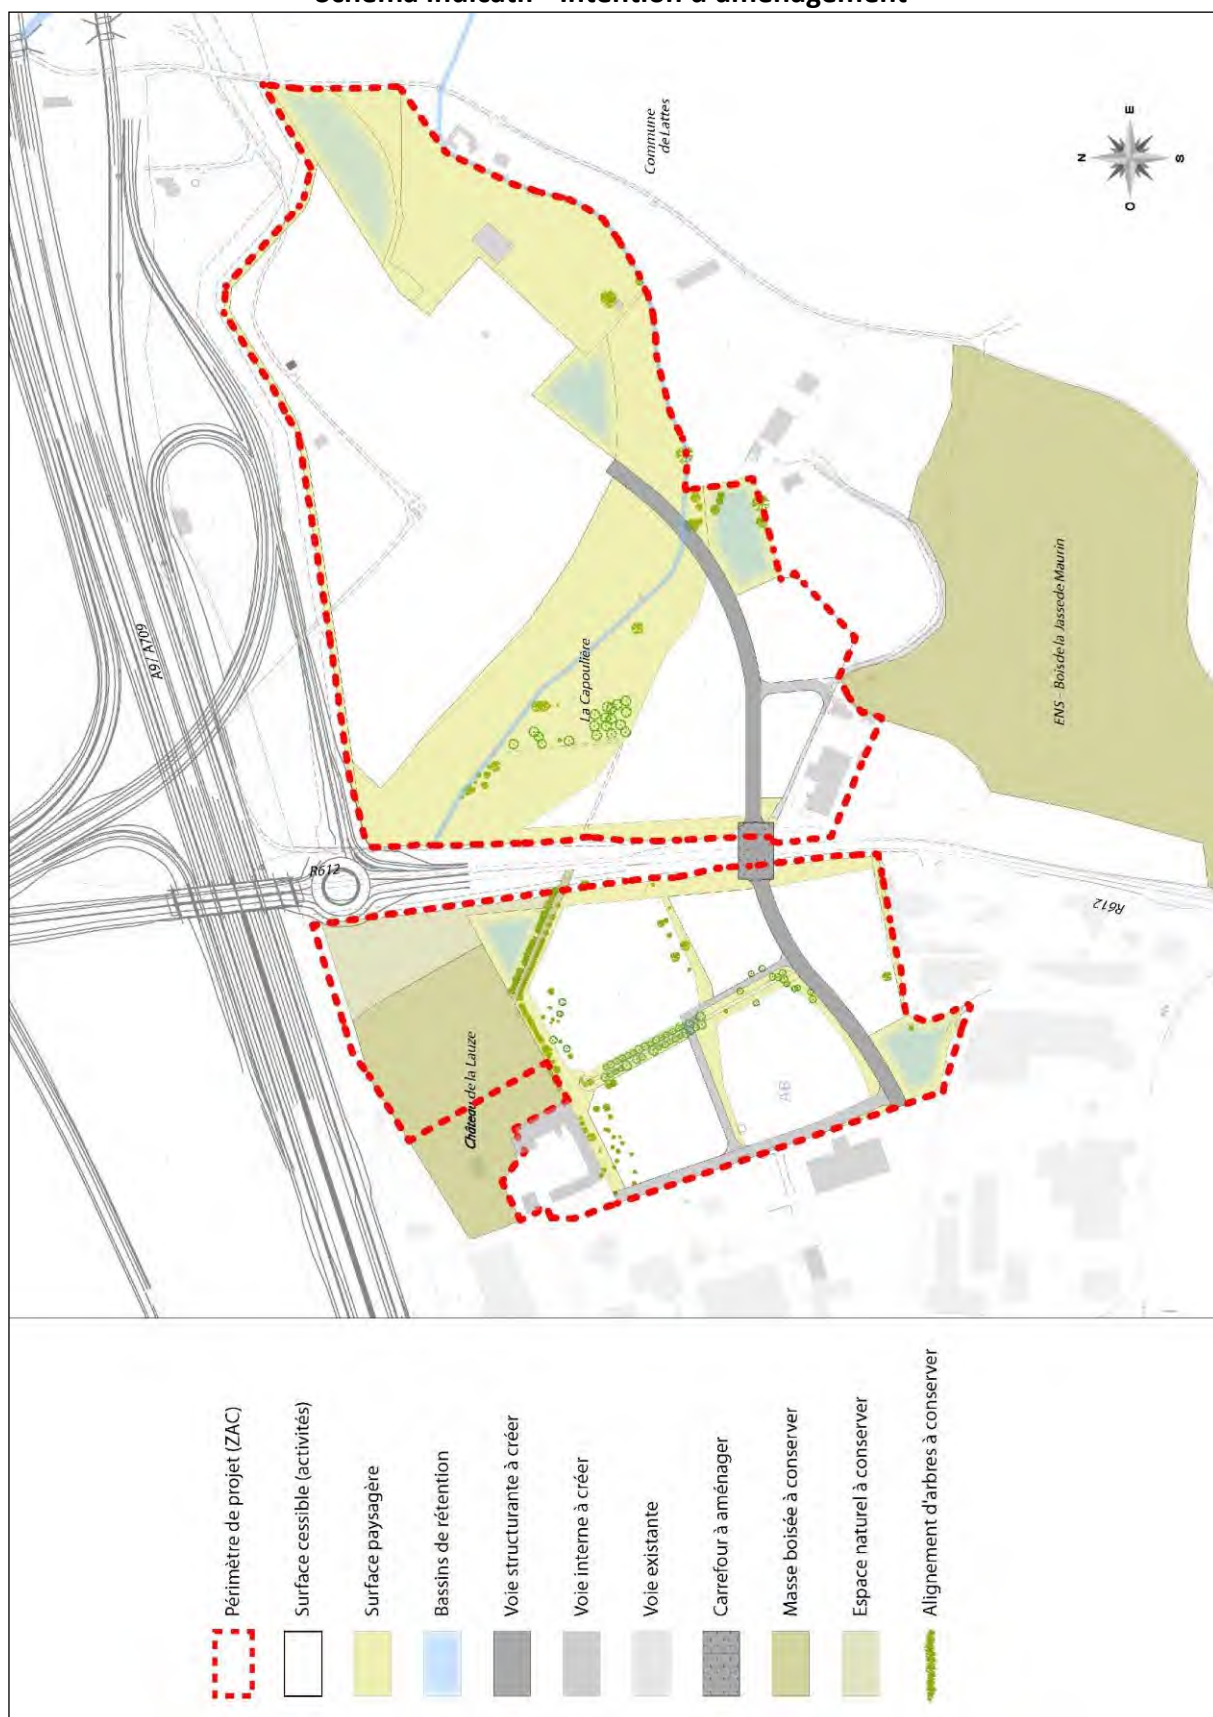 Schéma indicatif - Intention d'aménagement
Commune
de Lattes
N
E
S
O
A9 / A709
R612
La Capoulière
ENS - Bois de la Jasse de Maurin
R612
Château de la Lauze
AB
Périmètre de projet (ZAC)
Surface cessible (activités)
Surface paysagère
Bassins de rétention
Voie structurante à créer
Voie interne à créer
Voie existante
Carrefour à aménager
Masse boisée à conserver
Espace naturel à conserver
Alignement d'arbres à conserver